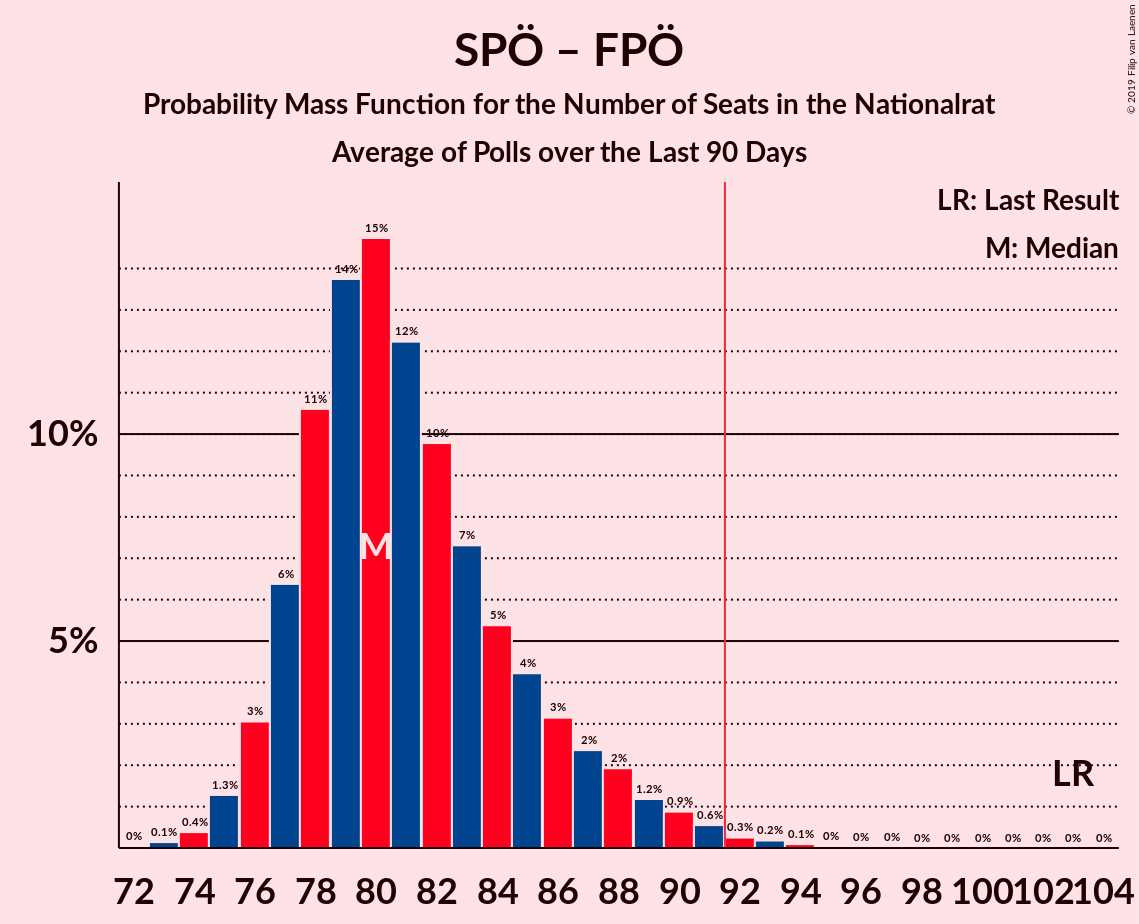 SPÖ – FPÖ
Probability Mass Function for the Number of Seats in the Nationalrat
Average of Polls over the Last 90 Days
© 2019 Filip van Laenen
LR: Last Result
M: Median
15%
14%
12%
11%
10%
10%
M
7%
6%
5%
5%
4%
3%
3%
2%
2%
LR
1.3%
1.2%
0.9%
0.6%
0% 0.1% 0.4% 0.3% 0.2% 0.1% 0% 0% 0% 0% 0% 0% 0% 0% 0% 0%
72 74 76 78 80 82 84 86 88 90 92 94 96 98 100 102 104